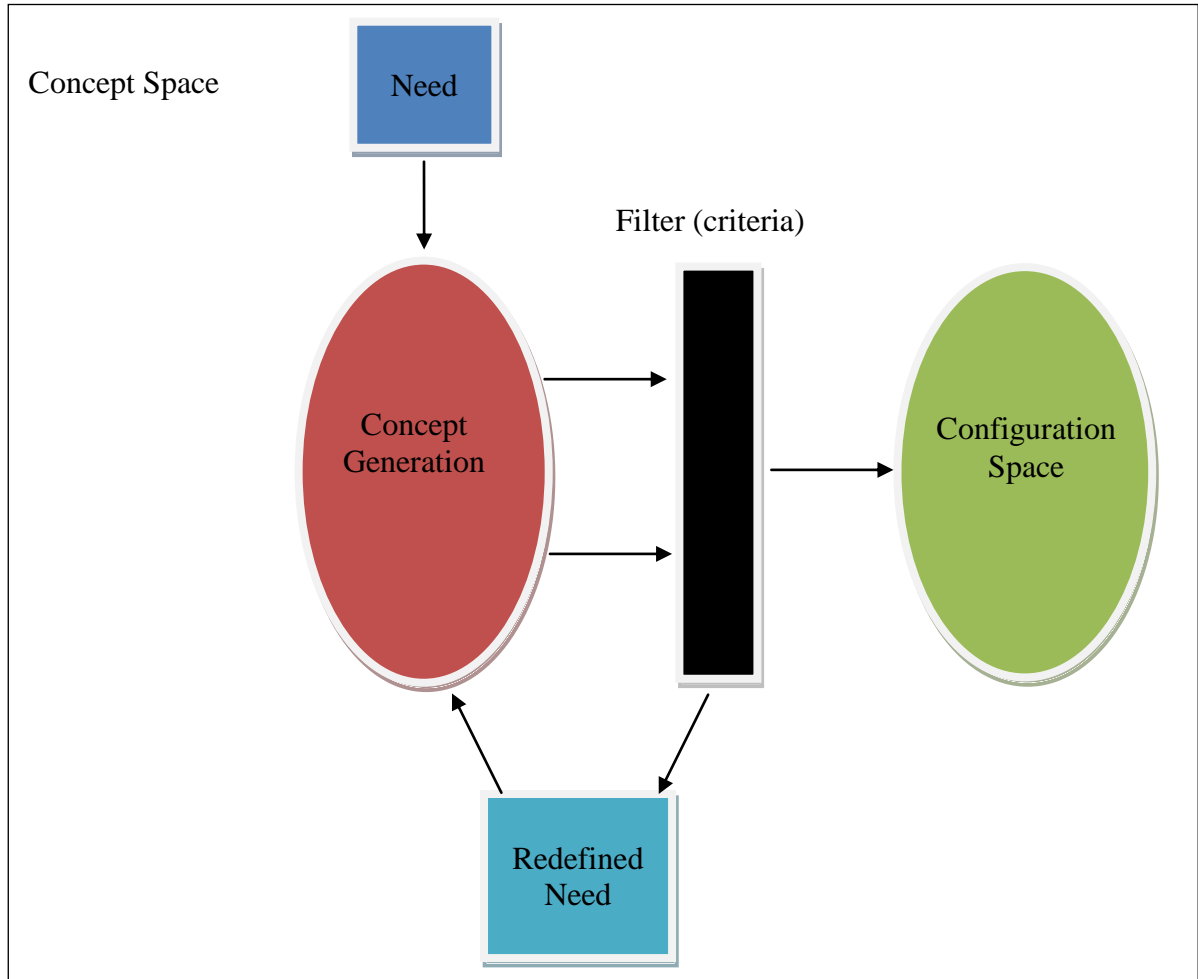 Concept Space
Need
Filter (criteria)
Concept
Generation
Configuration
Space
Redefined
Need